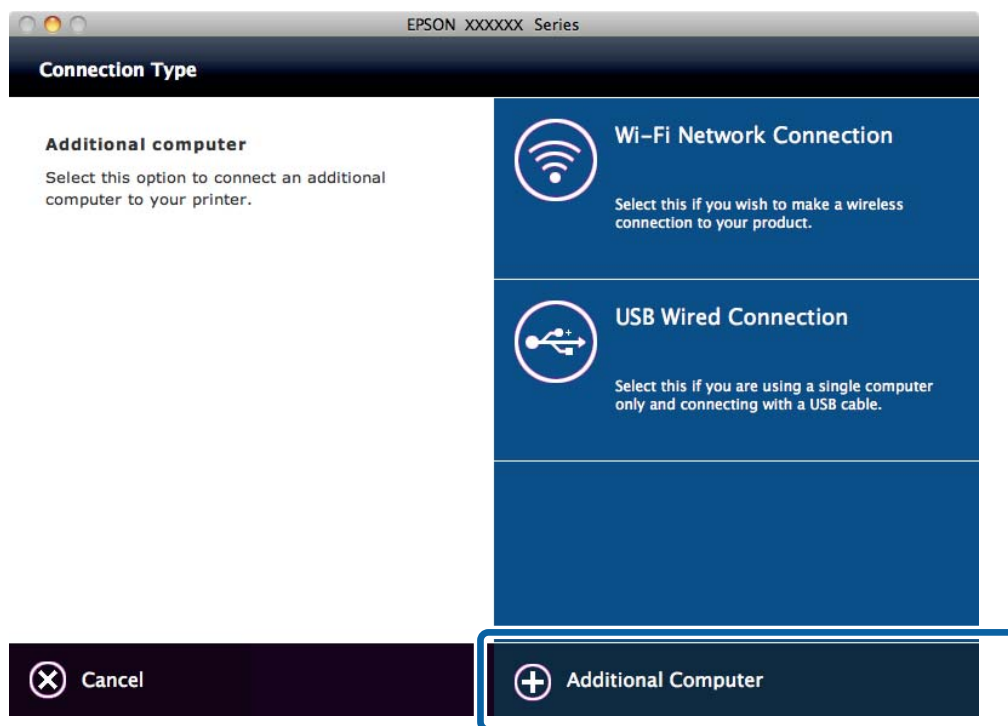 EPSON XXXXXX Series
Connection Type
Additional computer
Select this option to connect an additional
computer to your printer.
Wi-Fi Network Connection
Select this if you wish to make a wireless
connection to your product.
USB Wired Connection
Select this if you are using a single computer
only and connecting with a USB cable.
Cancel
Additional Computer